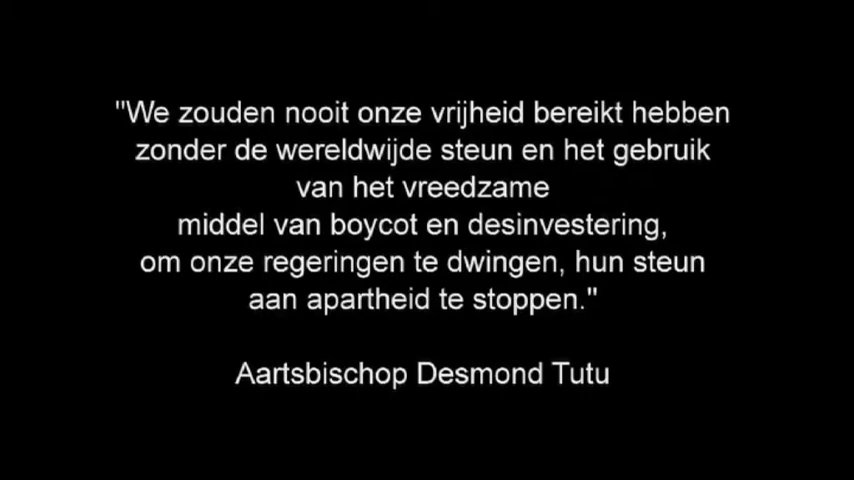 "We zouden nooit onze vrijheid bereikt hebben
zonder de wereldwijde steun en het gebruik
van het vreedzame
middel van boycot en desinvestering,
om onze regeringen te dwingen, hun steun
aan apartheid te stoppen."
Aartsbischop Desmond Tutu